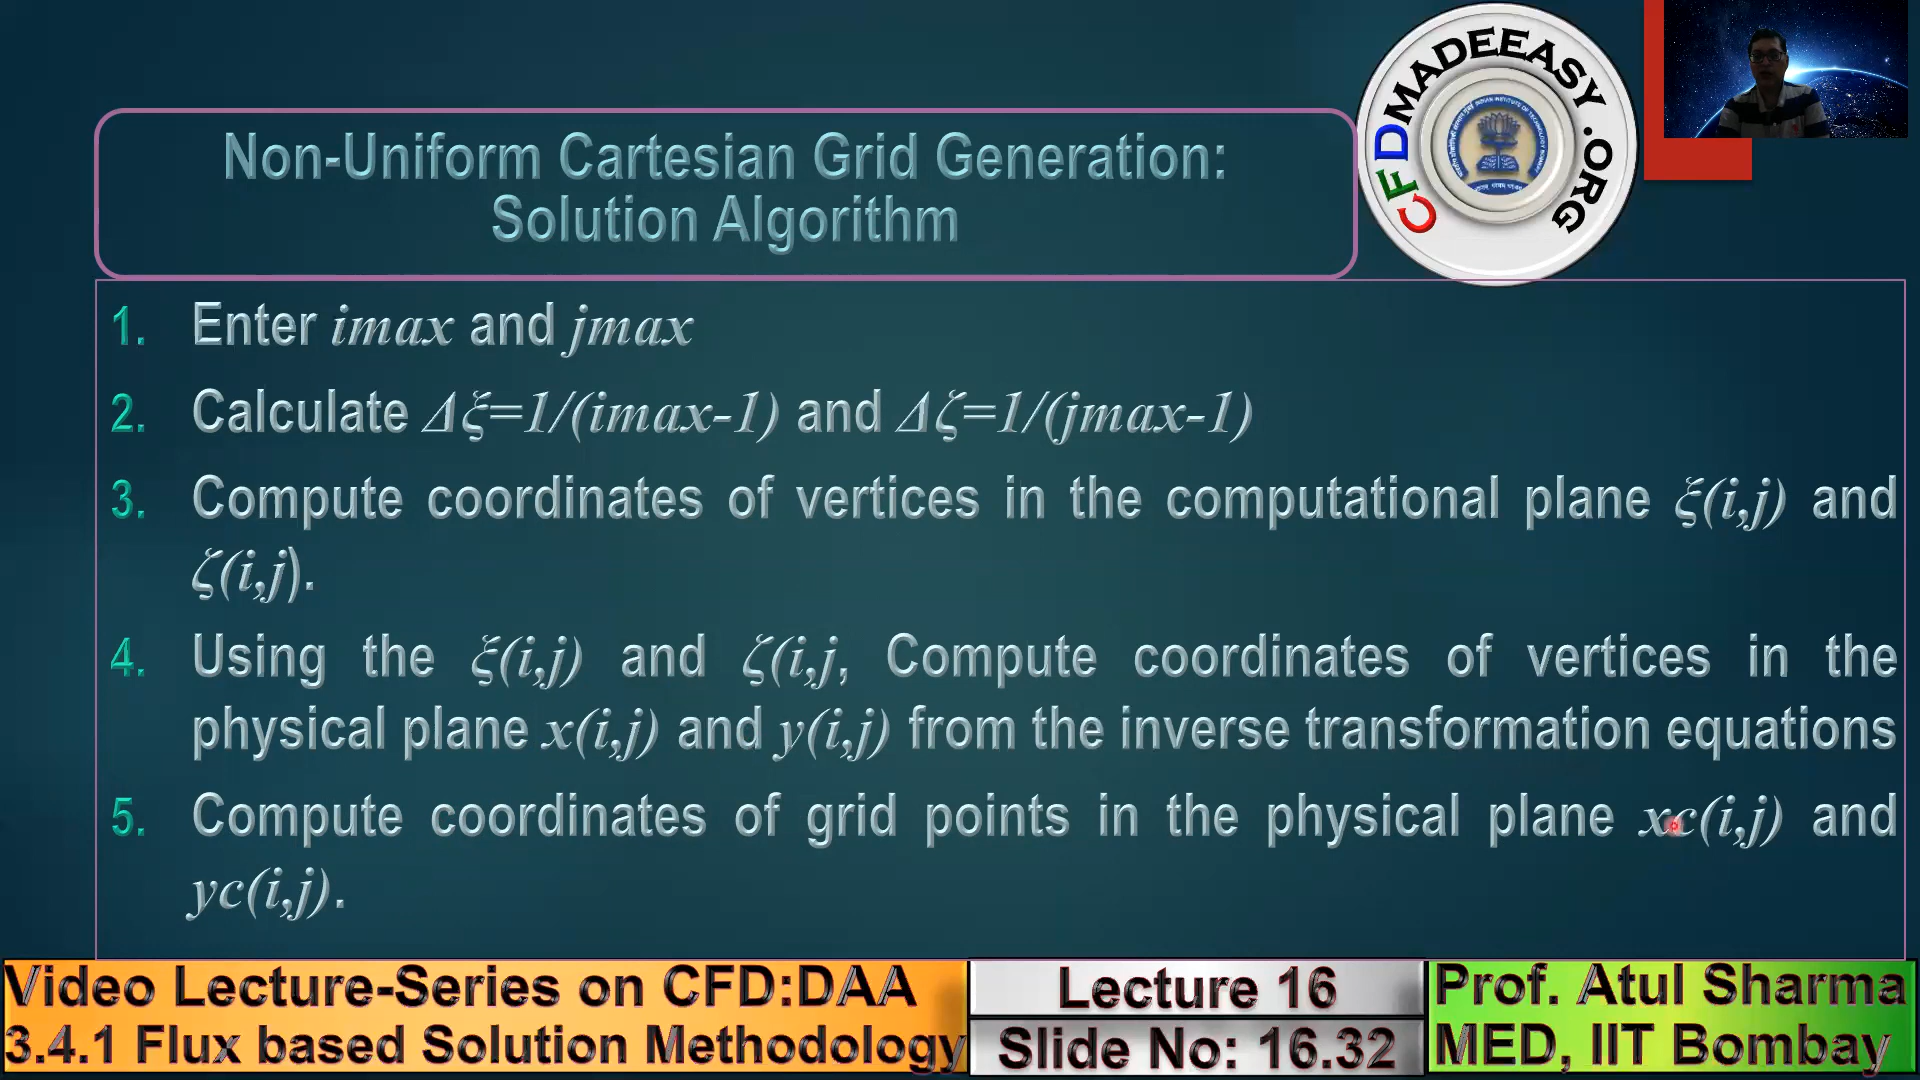 CFDMADEEASY.ORG
Non-Uniform Cartesian Grid Generation:
Solution Algorithm
1. Enter imax and jmax
2. Calculate Δξ=1/(imax-1) and Δζ=1/(jmax-1)
3. Compute coordinates of vertices in the computational plane ξ(i,j) and
ζ(i,j).
4. Using the ξ(i,j) and ζ(i,j, Compute coordinates of vertices in the
physical plane x(i,j) and y(i,j) from the inverse transformation equations
5. Compute coordinates of grid points in the physical plane xc(i,j) and
yc(i,j).
Video Lecture-Series on CFD:DAA
3.4.1 Flux based Solution Methodology
Lecture 16
Slide No: 16.32
Prof. Atul Sharma
MED, IIT Bombay